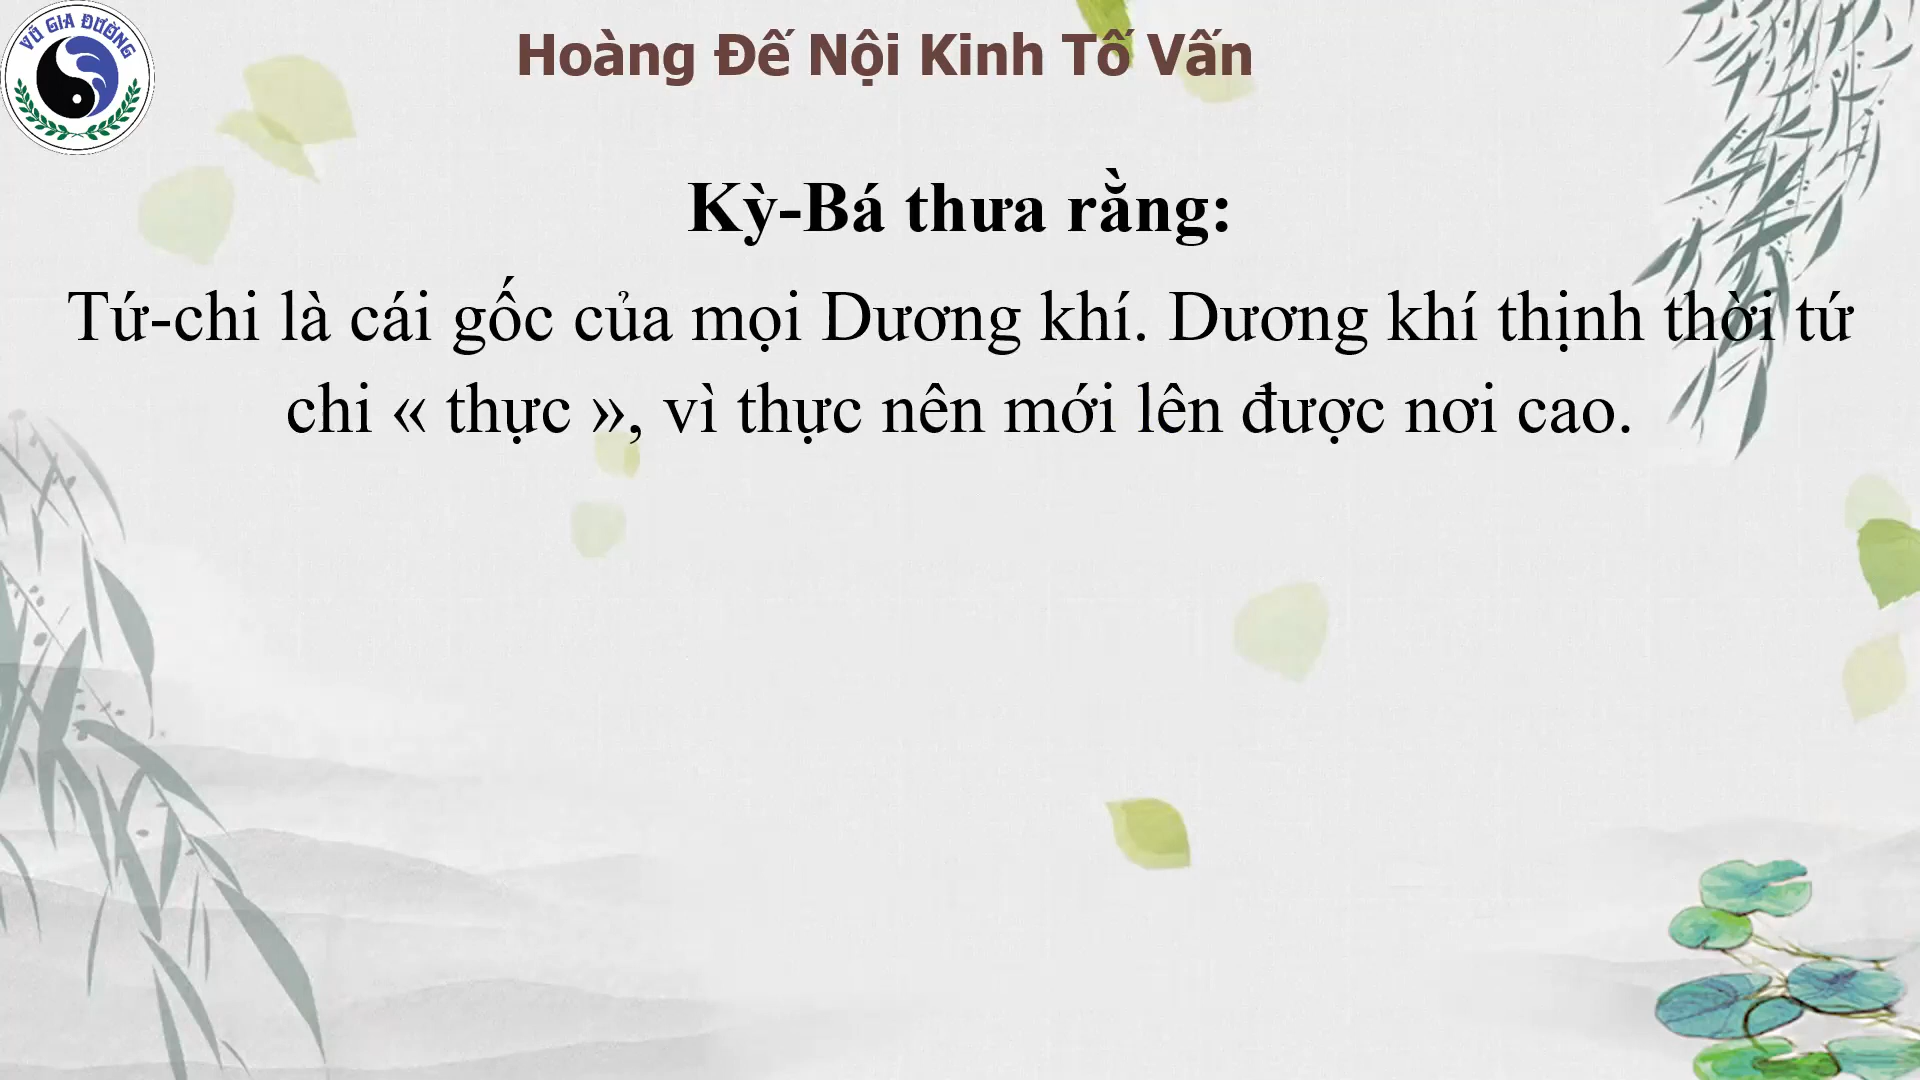 VŨ GIA ĐƯỜNG
Hoàng Đế Nội Kinh Tố Vấn
Kỳ-Bá thưa rằng:
Tứ-chi là cái gốc của mọi Dương khí. Dương khí thịnh thời tứ
chi « thực », vì thực nên mới lên được nơi cao.